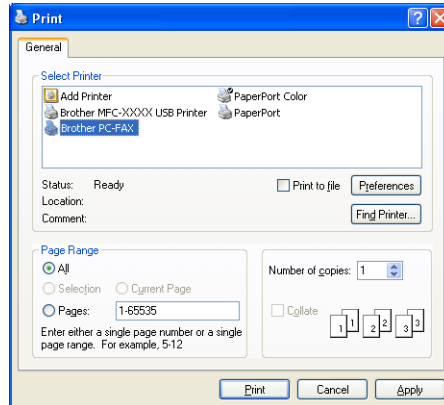 Print
General
Select Printer
Add Printer
PaperPort Color
Brother MFC-XXXX USB Printer
PaperPort
Brother PC-FAX
Status: Ready
Print to file
Preferences
Location:
Comment:
Find Printer...
Page Range
All
Selection
Current Page
Pages:
1-65535
Enter either a single page number or a single
page range. For example, 5-12
Number of copies:
1
Collate
1 1 2 2 3 3
Print
Cancel
Apply